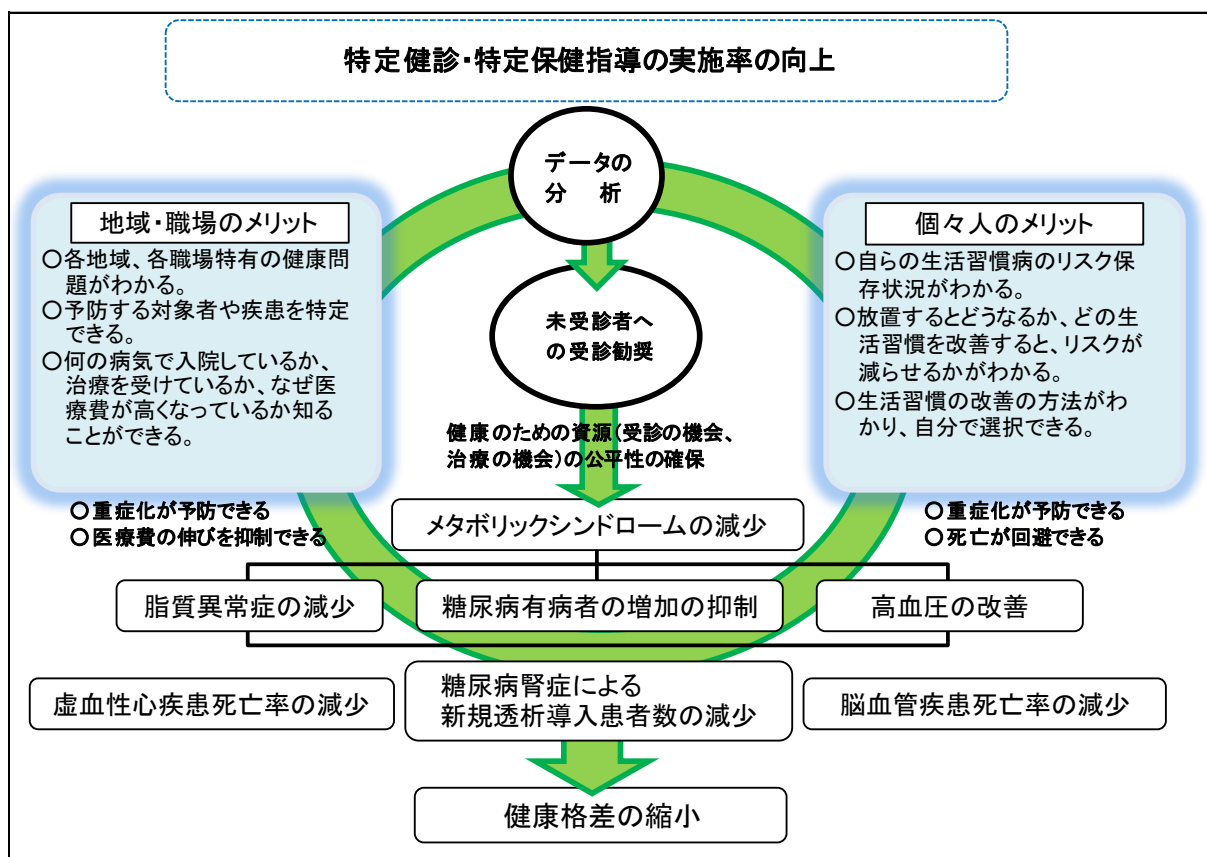 特定健診・特定保健指導の実施率の向上
データの
分　析
地域・職場のメリット
○各地域、各職場特有の健康問
題がわかる。
○予防する対象者や疾患を特定
できる。
○何の病気で入院しているか、
治療を受けているか、なぜ医
療費が高くなっているか知る
ことができる。
○重症化が予防できる
○医療費の伸びを抑制できる
未受診者へ
の受診勧奨
健康のための資源（受診の機会、
治療の機会）の公平性の確保
個々人のメリット
○自らの生活習慣病のリスク保
存状況がわかる。
○放置するとどうなるか、どの生
活習慣を改善すると、リスクが
減らせるかがわかる。
○生活習慣の改善の方法がわ
かり、自分で選択できる。
○重症化が予防できる
○死亡が回避できる
メタボリックシンドロームの減少
脂質異常症の減少
糖尿病有病者の増加の抑制
高血圧の改善
虚血性心疾患死亡率の減少
糖尿病腎症による
新規透析導入患者数の減少
脳血管疾患死亡率の減少
健康格差の縮小